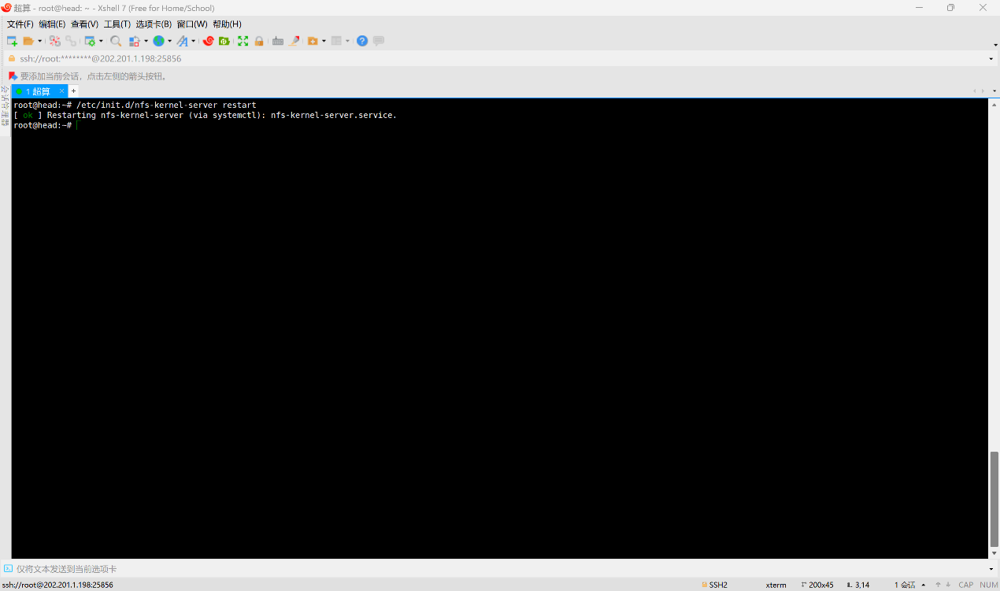 超算 - root@head: ~ - Xshell 7 (Free for Home/School)
文件(F) 编辑(E) 查看(V) 工具(T) 选项卡(B) 窗口(W) 帮助(H)
ssh://root:********@202.201.1.198:25856
要添加当前会话，点击左侧的箭头按钮。
会话管理器
1 超算 × +
root@head:~# /etc/init.d/nfs-kernel-server restart
[ ok ] Restarting nfs-kernel-server (via systemctl): nfs-kernel-server.service.
root@head:~#
仅将文本发送到当前选项卡
ssh://root@202.201.1.198:25856 SSH2 xterm 200x45 3,14 1 会话 CAP NUM